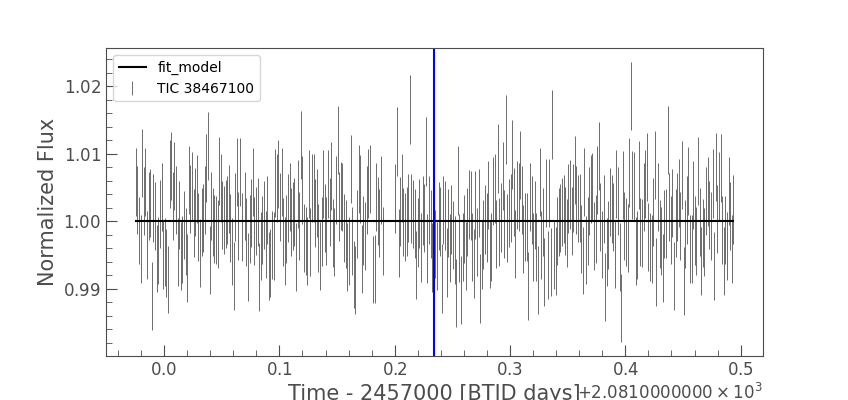 fit_model
TIC 38467100
Normalized Flux
1.02
1.01
1.00
0.99
0.0 0.1 0.2 0.3 0.4 0.5
Time - 2457000 [BTJD days]
+2.0810000000 × 10³